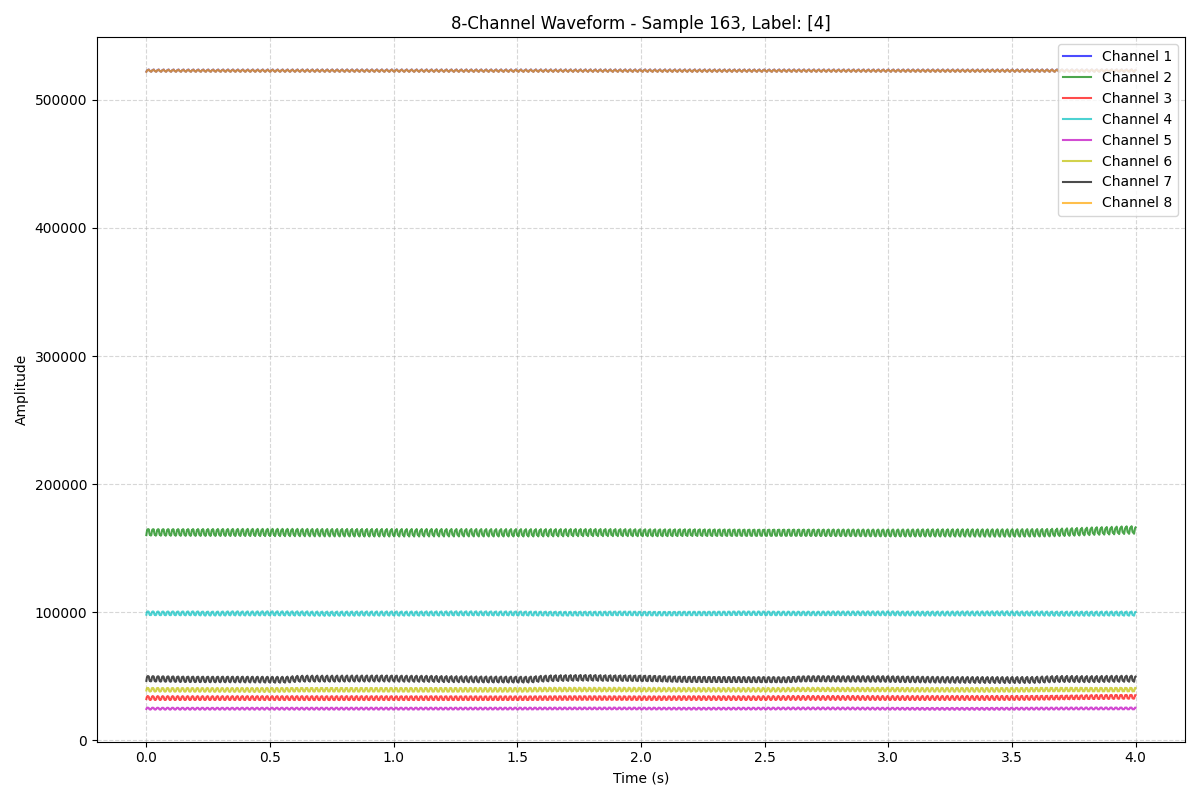 8-Channel Waveform - Sample 163, Label: [4]
Channel 1
Channel 2
Channel 3
Channel 4
Channel 5
Channel 6
Channel 7
Channel 8
500000
400000
300000
200000
100000
0
Amplitude
0.0 0.5 1.0 1.5 2.0 2.5 3.0 3.5 4.0
Time (s)